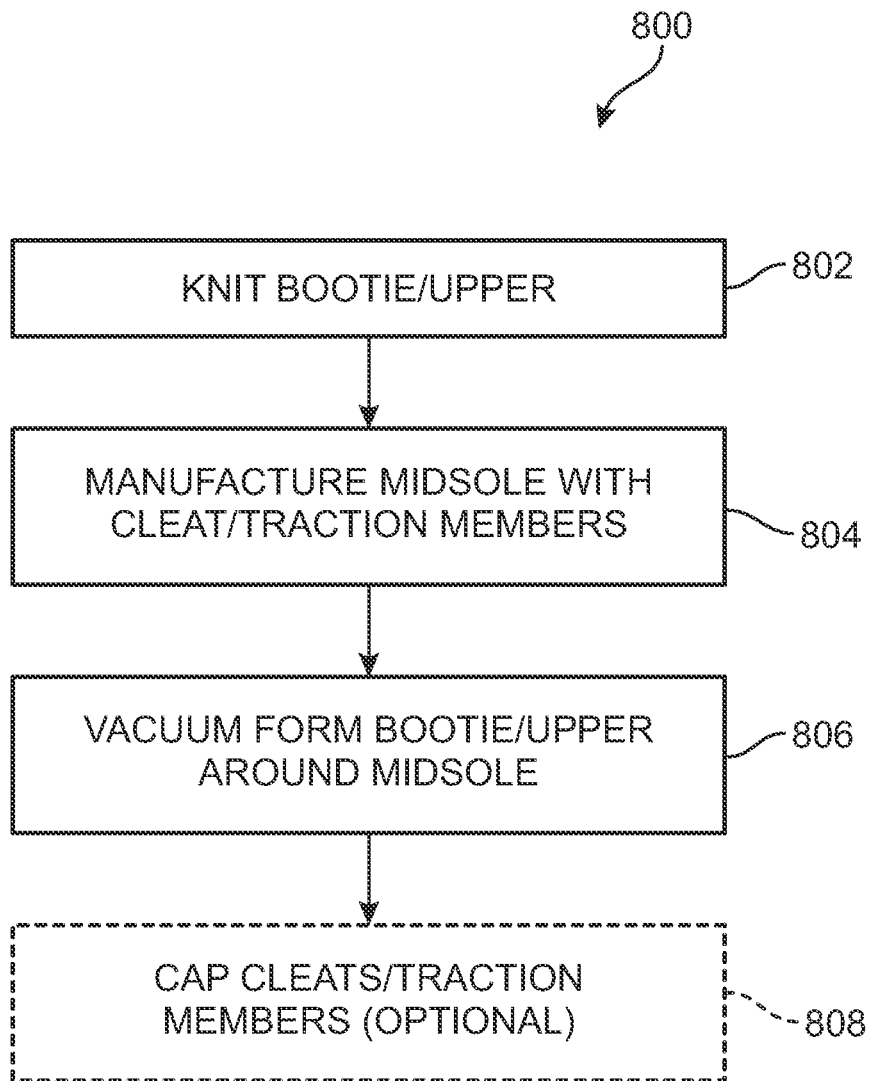 800
KNIT BOOTIE/UPPER
802
MANUFACTURE MIDSOLE WITH
CLEAT/TRACTION MEMBERS
804
VACUUM FORM BOOTIE/UPPER
AROUND MIDSOLE
806
CAP CLEATS/TRACTION
MEMBERS (OPTIONAL)
808